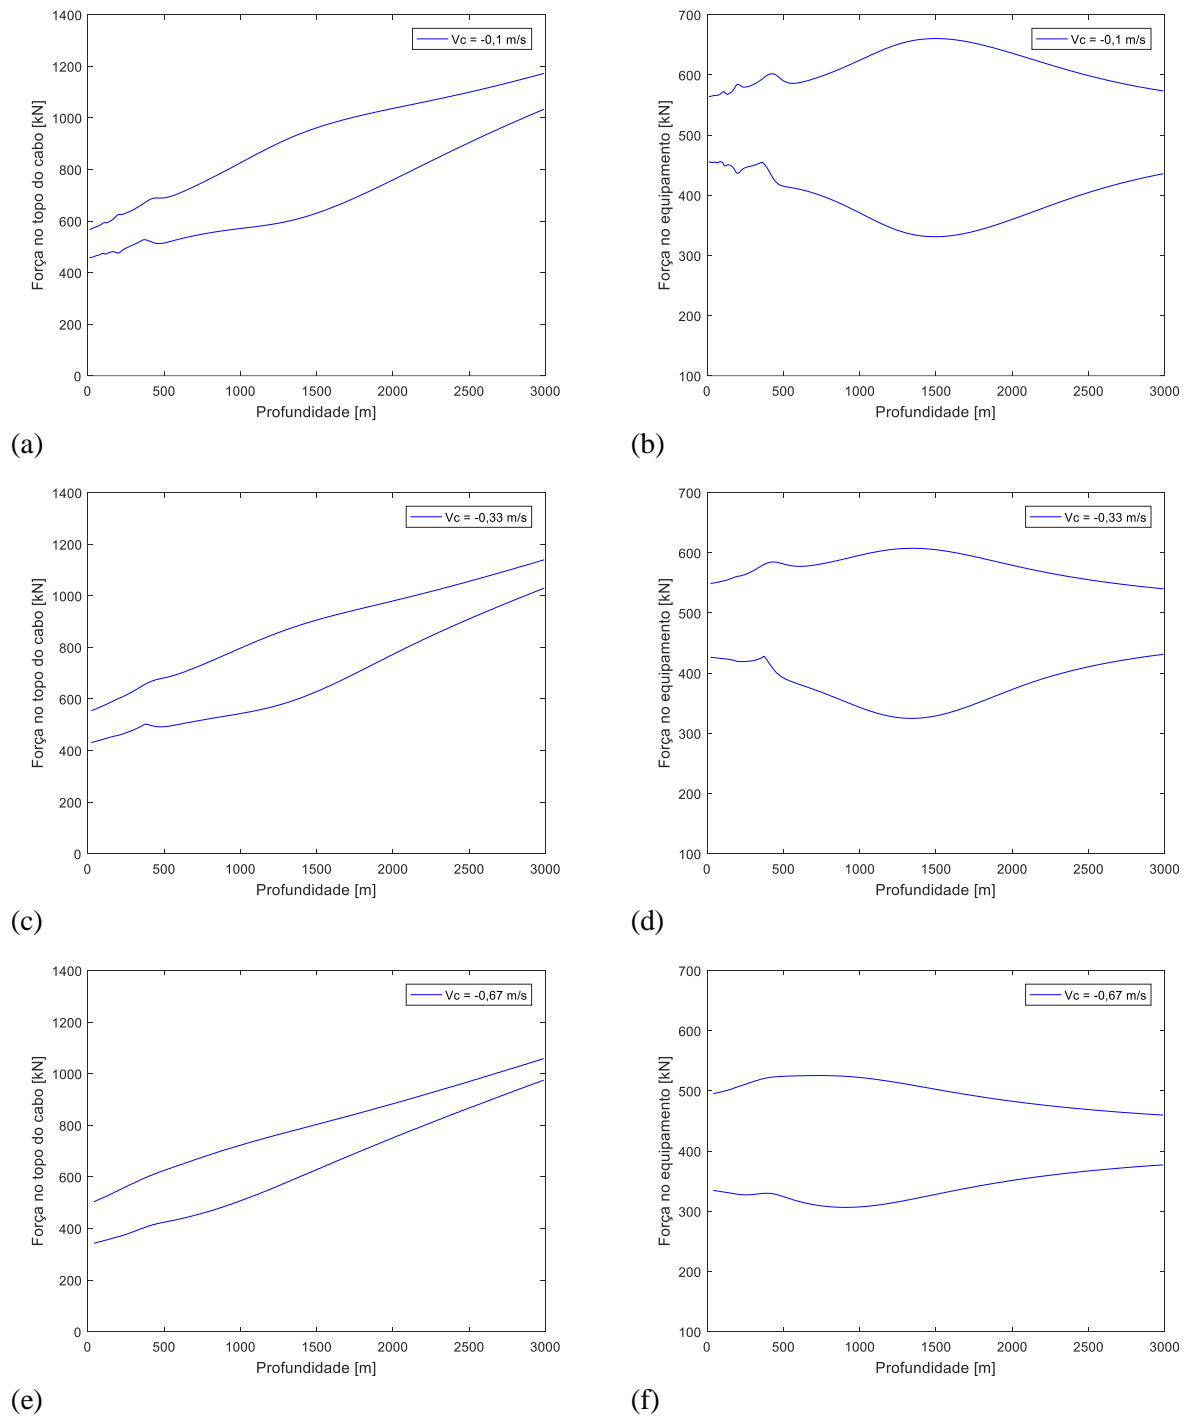 1400
1200
1000
800
600
400
200
0
0 500 1000 1500 2000 2500 3000
Força no topo do cabo [kN]
Profundidade [m]
Vc = -0,1 m/s
(a)
700
600
500
400
300
200
100
0 500 1000 1500 2000 2500 3000
Força no equipamento [kN]
Profundidade [m]
Vc = -0,1 m/s
(b)
1400
1200
1000
800
600
400
200
0
0 500 1000 1500 2000 2500 3000
Força no topo do cabo [kN]
Profundidade [m]
Vc = -0,33 m/s
(c)
700
600
500
400
300
200
100
0 500 1000 1500 2000 2500 3000
Força no equipamento [kN]
Profundidade [m]
Vc = -0,33 m/s
(d)
1400
1200
1000
800
600
400
200
0
0 500 1000 1500 2000 2500 3000
Força no topo do cabo [kN]
Profundidade [m]
Vc = -0,67 m/s
(e)
700
600
500
400
300
200
100
0 500 1000 1500 2000 2500 3000
Força no equipamento [kN]
Profundidade [m]
Vc = -0,67 m/s
(f)